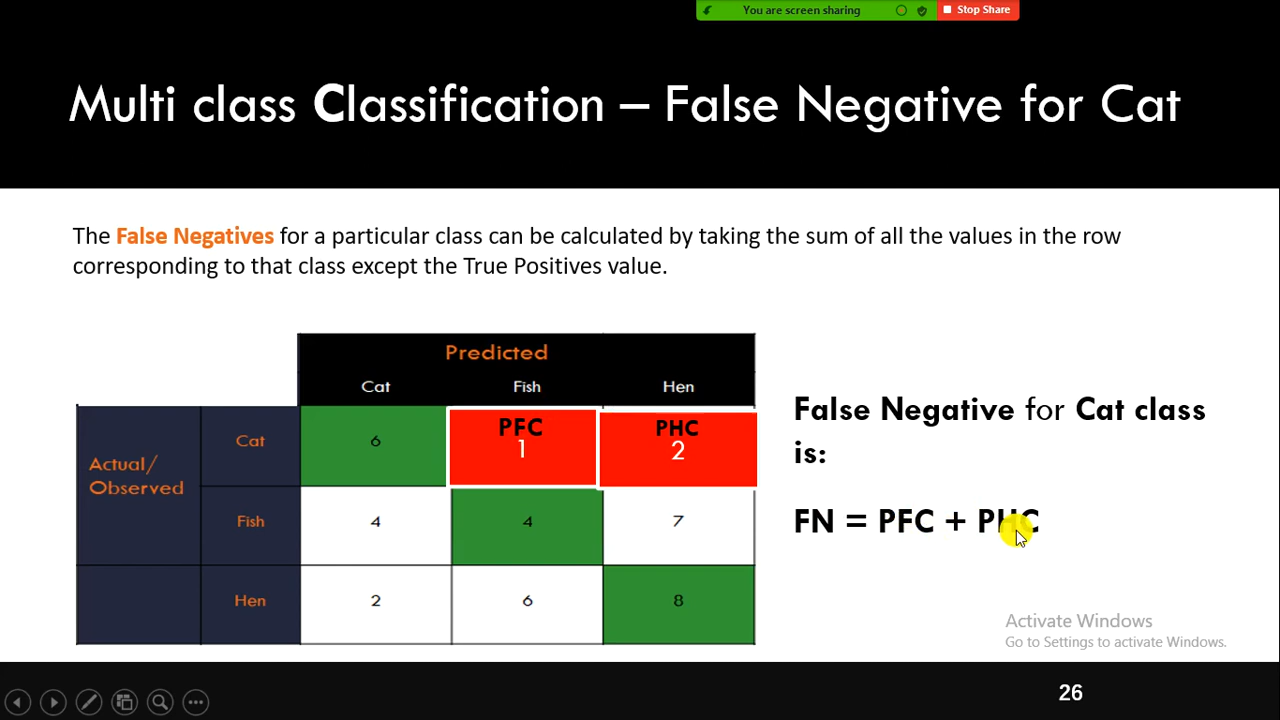 You are screen sharing
Stop Share
Multi class Classification – False Negative for Cat
The False Negatives for a particular class can be calculated by taking the sum of all the values in the row
corresponding to that class except the True Positives value.
Predicted
Cat Fish Hen
Actual/
Observed
Cat 6 PFC 1 PHC 2
Fish 4 4 7
Hen 2 6 8
False Negative for Cat class
is:
FN = PFC + PHC
Activate Windows
Go to Settings to activate Windows.
26